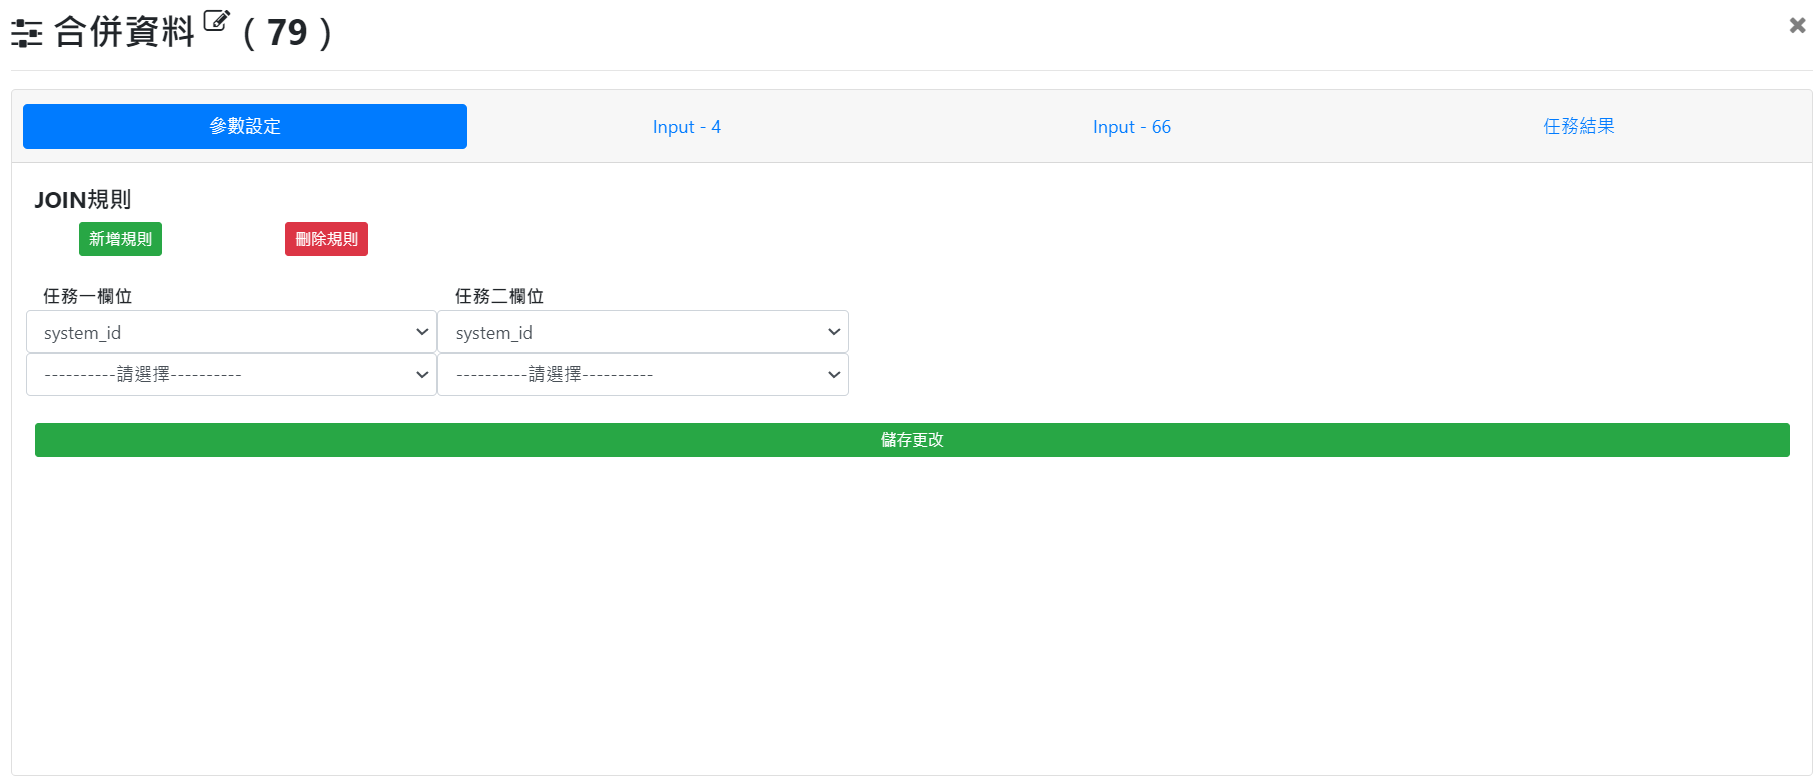 合併資料 ( 79 )
參數設定 Input - 4 Input - 66 任務結果
JOIN規則
新增規則 刪除規則
任務一欄位 任務二欄位
system_id system_id
----------請選擇---------- ----------請選擇----------
儲存更改